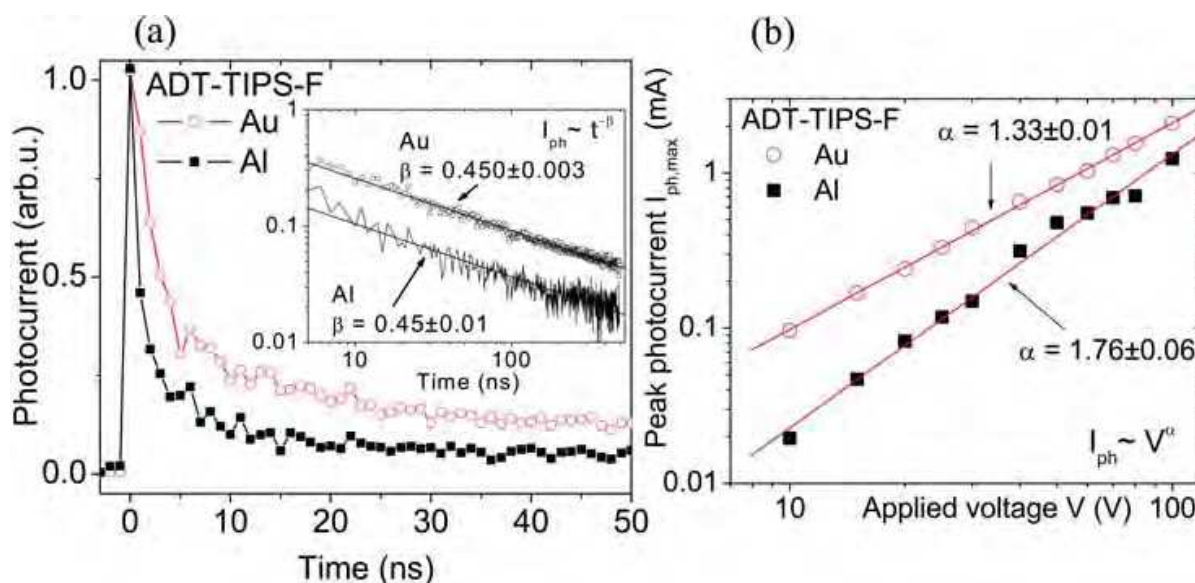 (a)
ADT-TIPS-F
Au
Al
I_ph ~ t^-β
Au
β = 0.450±0.003
Al
β = 0.45±0.01
1
0.1
0.01
10
100
Time (ns)
1.0
0.5
0.0
Photocurrent (arb.u.)
0
10
20
30
40
50
Time (ns)
(b)
ADT-TIPS-F
Au
Al
α = 1.33±0.01
α = 1.76±0.06
I_ph ~ V^α
1
0.1
0.01
Peak photocurrent I_ph,max (mA)
10
Applied voltage V (V)
100